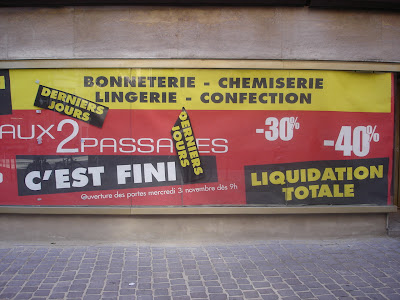 BONNETERIE - CHEMISERIE
LINGERIE - CONFECTION
DERNIERS
JOURS
DERNIERS
JOURS
AUX 2 PASSAGES
-30%
-40%
C'EST FINI
LIQUIDATION
TOTALE
Ouverture des portes mercredi 3 novembre dès 9h